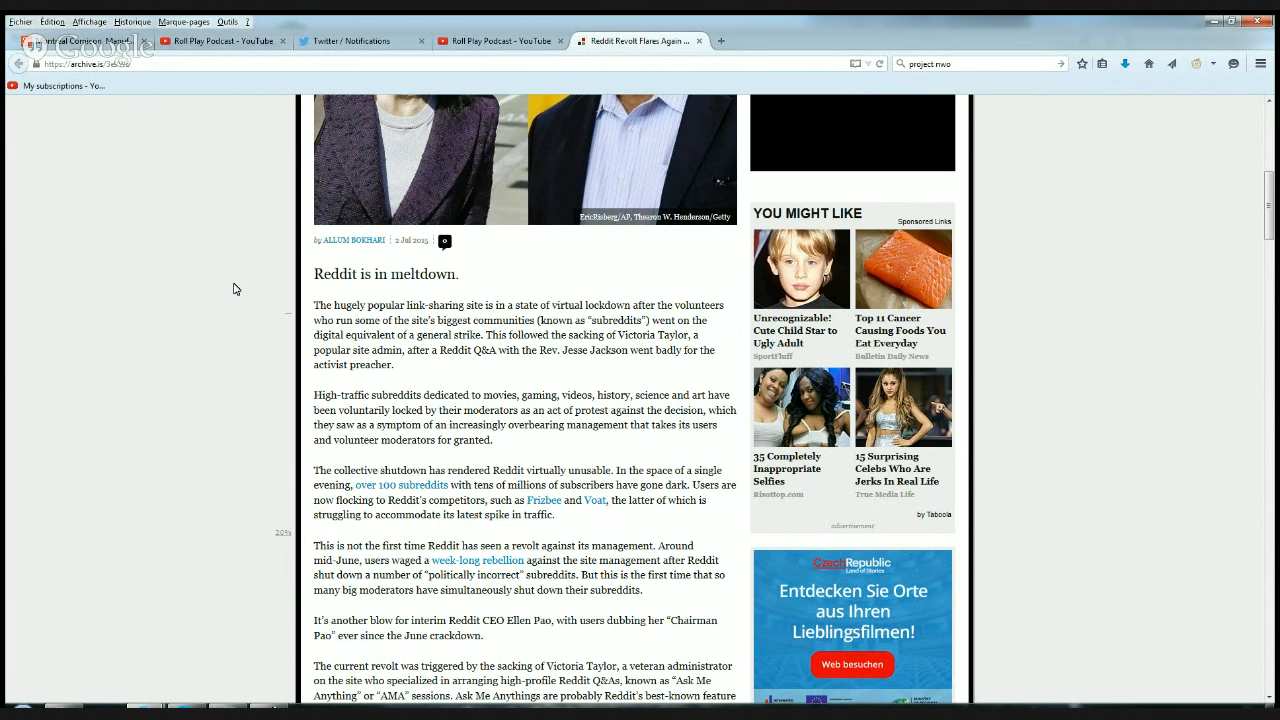 Fichier Édition Affichage Historique Marque-pages Outils ?
Roll Play Podcast - YouTube
Twitter / Notifications
Roll Play Podcast - YouTube
Reddit Revolt Flares Again ...
Google
project nwo
My subscriptions - Yo...
EricRisberg/AP, Thearon W. Henderson/Getty
by ALLUM BOKHARI 2 Jul 2015 0
Reddit is in meltdown.
The hugely popular link-sharing site is in a state of virtual lockdown after the volunteers
who run some of the site's biggest communities (known as “subreddits”) went on the
digital equivalent of a general strike. This followed the sacking of Victoria Taylor, a
popular site admin, after a Reddit Q&A with the Rev. Jesse Jackson went badly for the
activist preacher.
High-traffic subreddits dedicated to movies, gaming, videos, history, science and art have
been voluntarily locked by their moderators as an act of protest against the decision, which
they saw as a symptom of an increasingly overbearing management that takes its users
and volunteer moderators for granted.
The collective shutdown has rendered Reddit virtually unusable. In the space of a single
evening, over 100 subreddits with tens of millions of subscribers have gone dark. Users are
now flocking to Reddit's competitors, such as Frizbee and Voat, the latter of which is
struggling to accommodate its latest spike in traffic.
20%
This is not the first time Reddit has seen a revolt against its management. Around
mid-June, users waged a week-long rebellion against the site management after Reddit
shut down a number of “politically incorrect” subreddits. But this is the first time that so
many big moderators have simultaneously shut down their subreddits.
It's another blow for interim Reddit CEO Ellen Pao, with users dubbing her “Chairman
Pao” ever since the June crackdown.
The current revolt was triggered by the sacking of Victoria Taylor, a veteran administrator
on the site who specialized in arranging high-profile Reddit Q&As, known as “Ask Me
Anything” or “AMA” sessions. Ask Me Anythings are probably Reddit's best-known feature
YOU MIGHT LIKE
Sponsored Links
Unrecognizable!
Cute Child Star to
Ugly Adult
SportFluff
Top 11 Cancer
Causing Foods You
Eat Everyday
Bulletin Daily News
35 Completely
Inappropriate
Selfies
Risottop.com
15 Surprising
Celebs Who Are
Jerks In Real Life
True Media Life
by Taboola
advertisement
CzechRepublic
Land of Stories
Entdecken Sie Orte
aus Ihren
Lieblingsfilmen!
Web besuchen